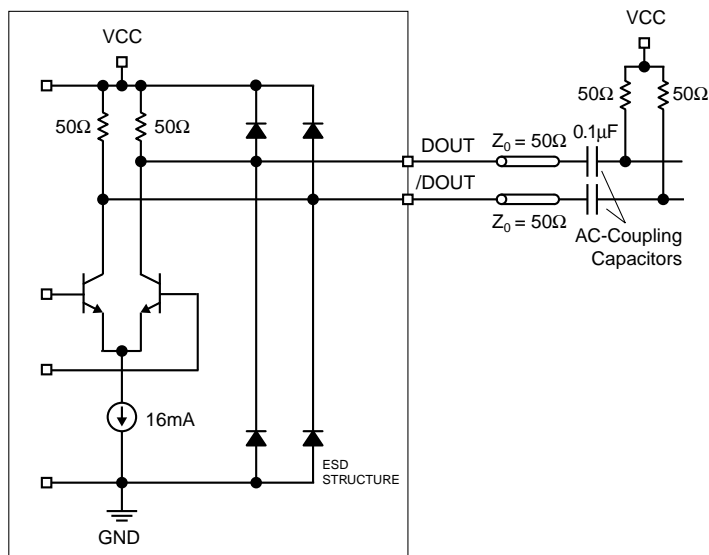 VCC
VCC
50Ω
50Ω
50Ω
50Ω
DOUT
Z0 = 50Ω
0.1µF
/DOUT
Z0 = 50Ω
AC-Coupling
Capacitors
16mA
ESD
STRUCTURE
GND